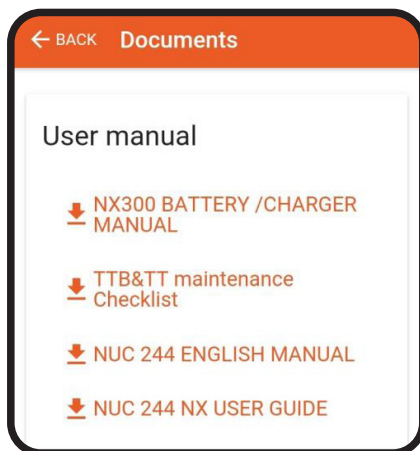 ← BACK Documents
User manual
NX300 BATTERY /CHARGER
MANUAL
TTB&TT maintenance
Checklist
NUC 244 ENGLISH MANUAL
NUC 244 NX USER GUIDE